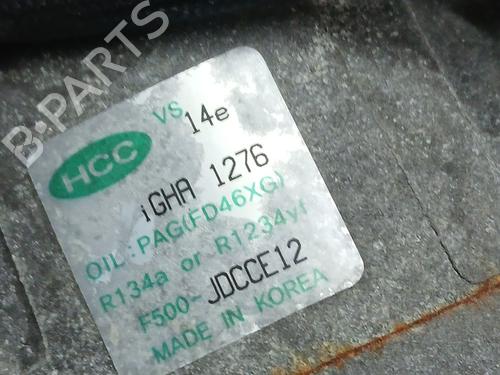 B-PARTS
VS 14e
HCC
iGHA 1276
OIL : PAG(FD46XG)
R134a or R1234yf
F500-JDCCE12
MADE IN KOREA